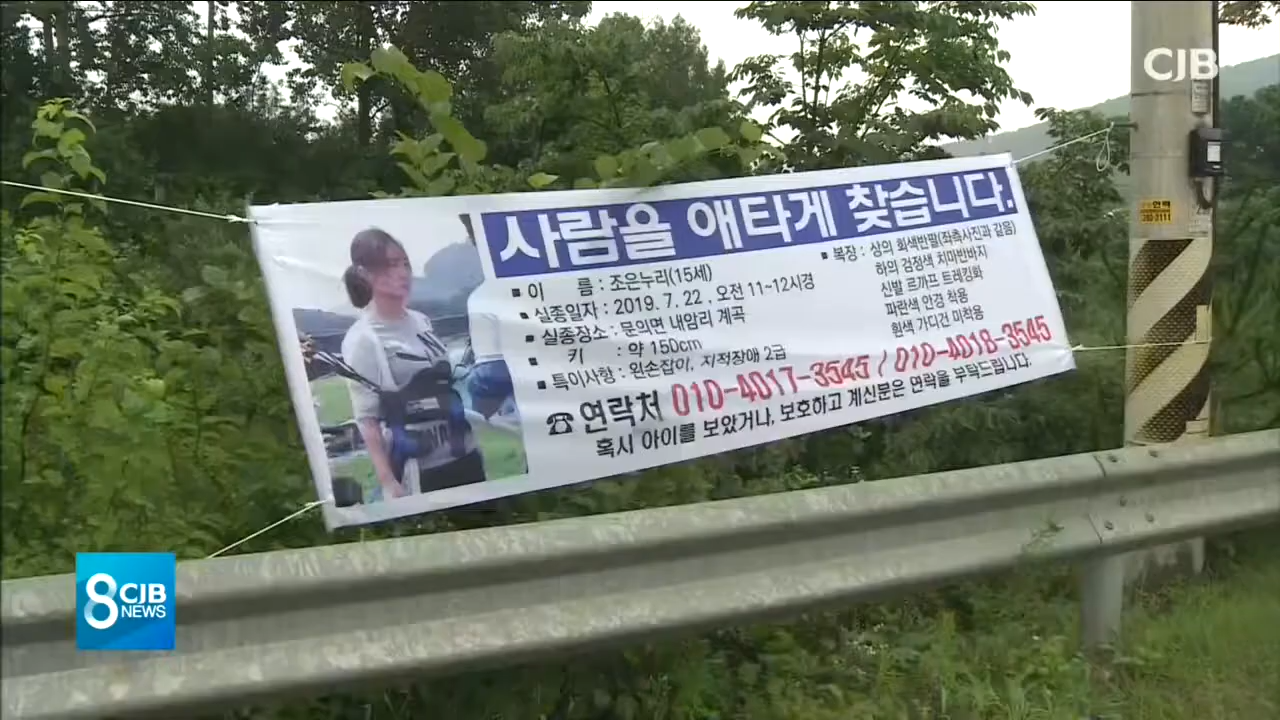 CJB
사람을 애타게 찾습니다.
■ 이 름 : 조은누리(15세)
■ 실종일자 : 2019. 7. 22 , 오전 11~12시경
■ 실종장소 : 문의면 내암리 계곡
■ 키 : 약 150cm
■ 특이사항 : 왼손잡이, 지적장애 2급
■ 복장 : 상의 회색반팔(좌측사진과 같음)
하의 검정색 치마반바지
신발 르까프 트레킹화
파란색 안경 착용
흰색 가디건 미착용
☎ 연락처 010-4017-3545 / 010-4018-3545
혹시 아이를 보았거나, 보호하고 계신분은 연락을 부탁드립니다.
8 CJB
NEWS